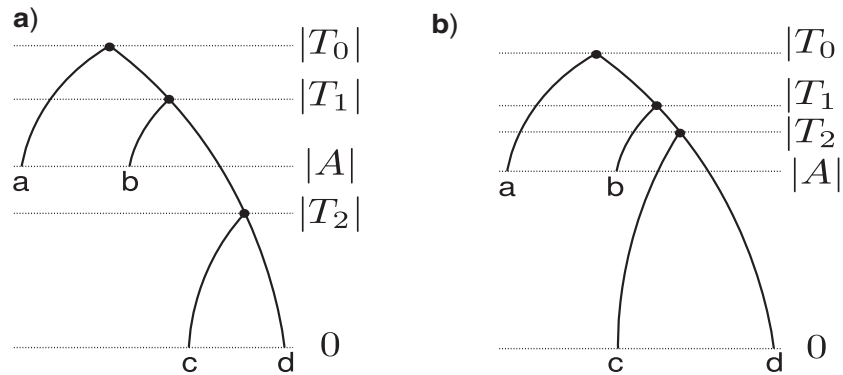 a)
|T₀|
|T₁|
a b |A|
|T₂|
c d 0
b)
|T₀
|T₁
|T₂
a b |A|
c d 0